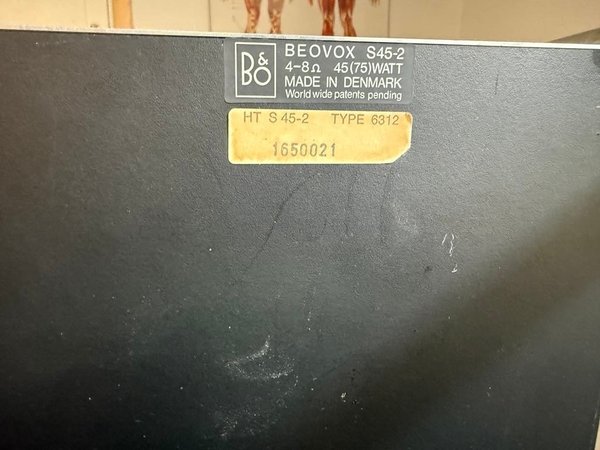 B&O
BEOVOX S45-2
4-8Ω 45(75)WATT
MADE IN DENMARK
World wide patents pending
HT S 45-2 TYPE 6312
1650021